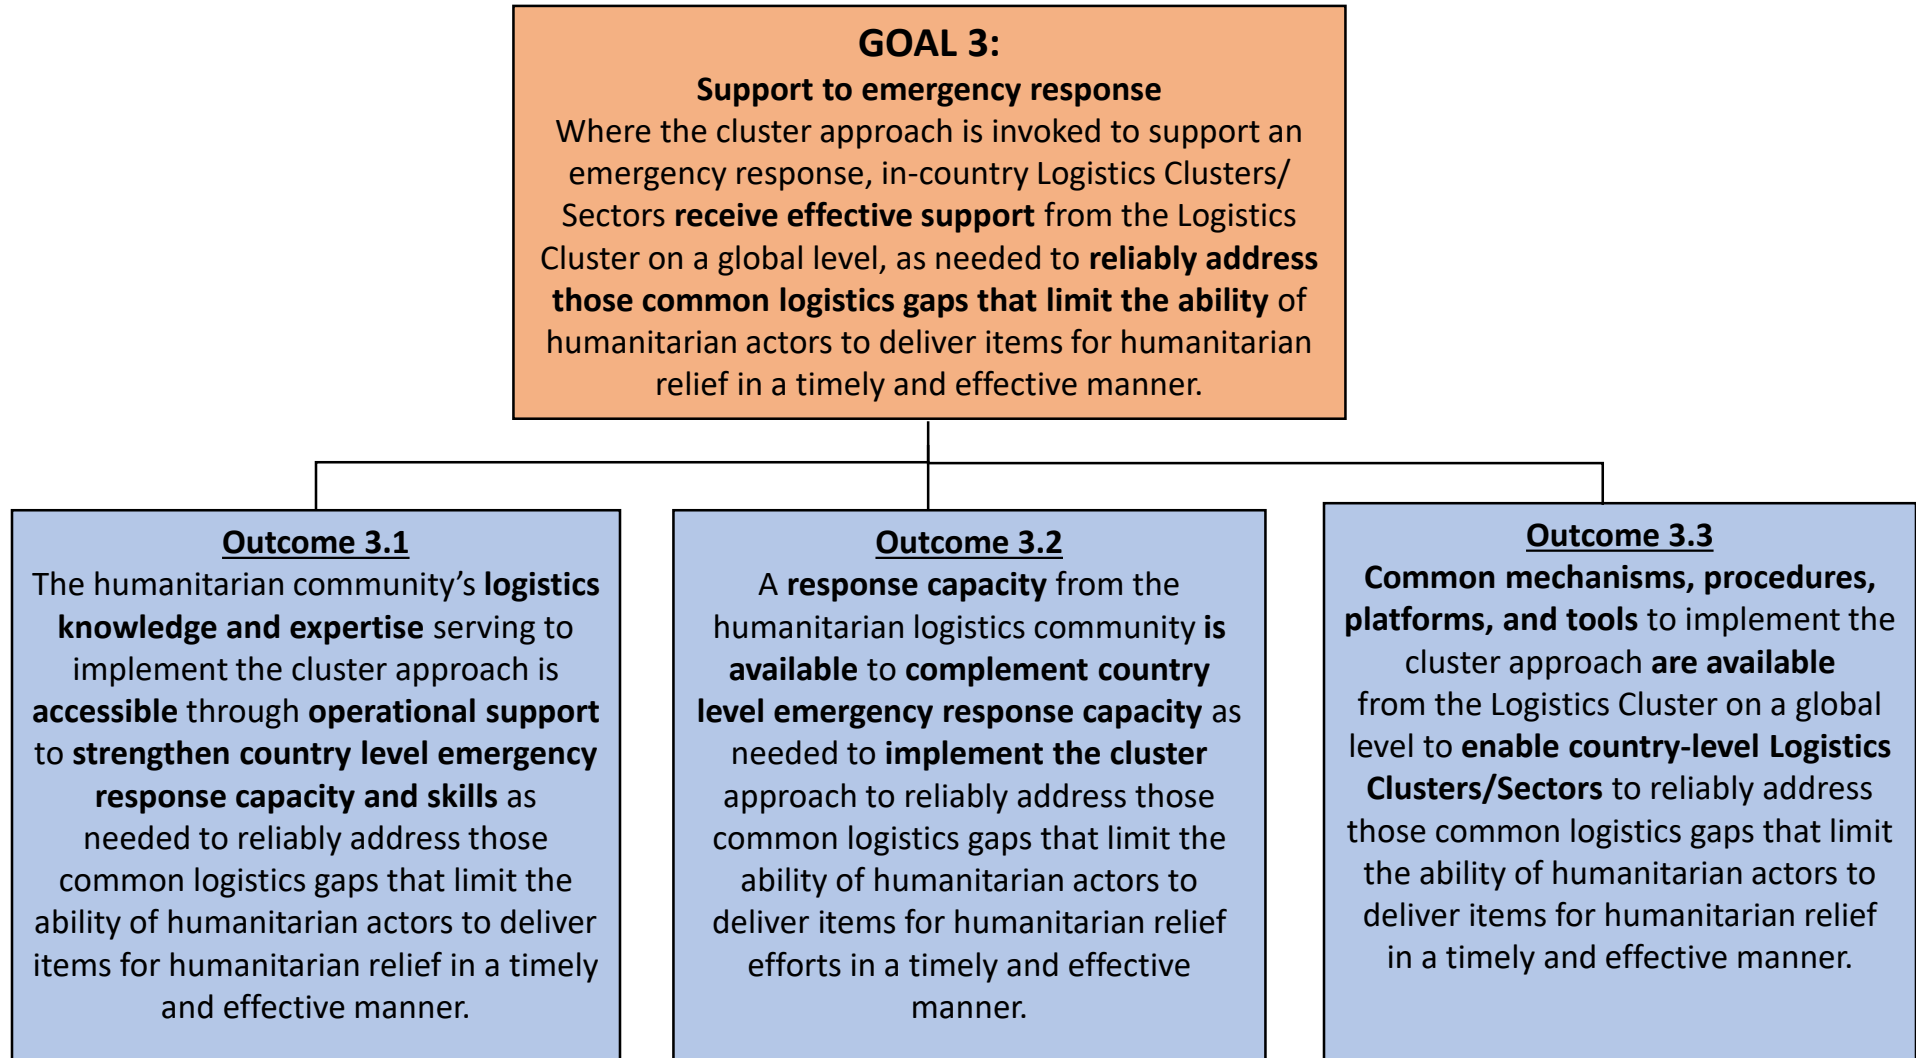 GOAL 3:
Support to emergency response
Where the cluster approach is invoked to support an
emergency response, in-country Logistics Clusters/
Sectors receive effective support from the Logistics
Cluster on a global level, as needed to reliably address
those common logistics gaps that limit the ability of
humanitarian actors to deliver items for humanitarian
relief in a timely and effective manner.
Outcome 3.1
The humanitarian community’s logistics
knowledge and expertise serving to
implement the cluster approach is
accessible through operational support
to strengthen country level emergency
response capacity and skills as
needed to reliably address those
common logistics gaps that limit the
ability of humanitarian actors to deliver
items for humanitarian relief in a timely
and effective manner.
Outcome 3.2
A response capacity from the
humanitarian logistics community is
available to complement country
level emergency response capacity as
needed to implement the cluster
approach to reliably address those
common logistics gaps that limit the
ability of humanitarian actors to
deliver items for humanitarian relief
efforts in a timely and effective
manner.
Outcome 3.3
Common mechanisms, procedures,
platforms, and tools to implement the
cluster approach are available
from the Logistics Cluster on a global
level to enable country-level Logistics
Clusters/Sectors to reliably address
those common logistics gaps that limit
the ability of humanitarian actors to
deliver items for humanitarian relief
in a timely and effective manner.